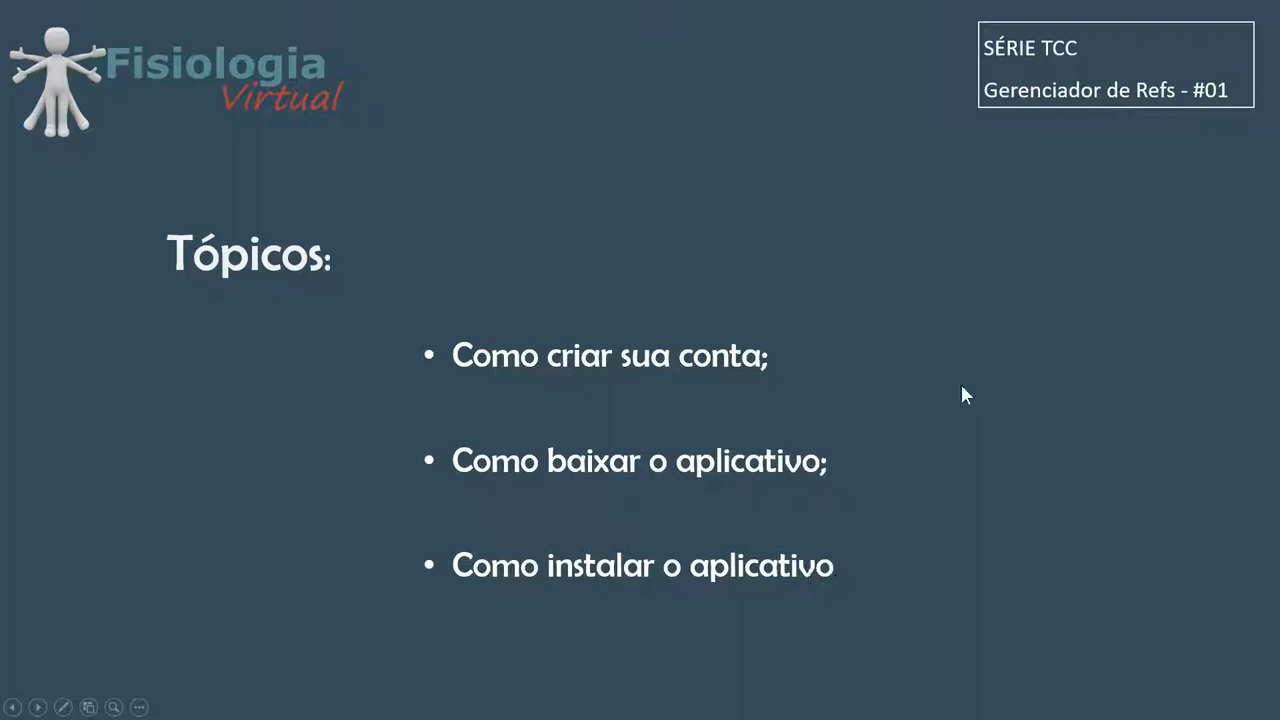 Fisiologia
Virtual
SÉRIE TCC
Gerenciador de Refs - #01
Tópicos:
• Como criar sua conta;
• Como baixar o aplicativo;
• Como instalar o aplicativo.